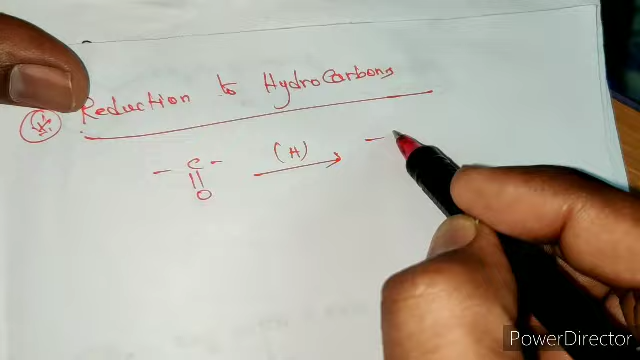 Reduction to HydroCarbons
- C - (H) -
O
PowerDirector